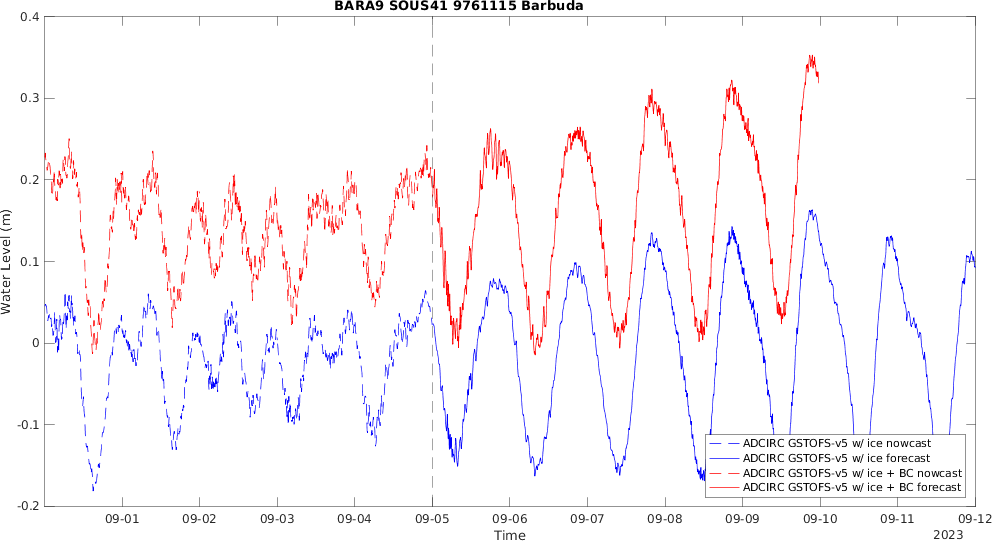 BARA9 SOUS41 9761115 Barbuda
Water Level (m)
0.4
0.3
0.2
0.1
0
-0.1
-0.2
ADCIRC GSTOFS-v5 w/ ice nowcast
ADCIRC GSTOFS-v5 w/ ice forecast
ADCIRC GSTOFS-v5 w/ ice + BC nowcast
ADCIRC GSTOFS-v5 w/ ice + BC forecast
09-01 09-02 09-03 09-04 09-05 09-06 09-07 09-08 09-09 09-10 09-11 09-12
Time
2023